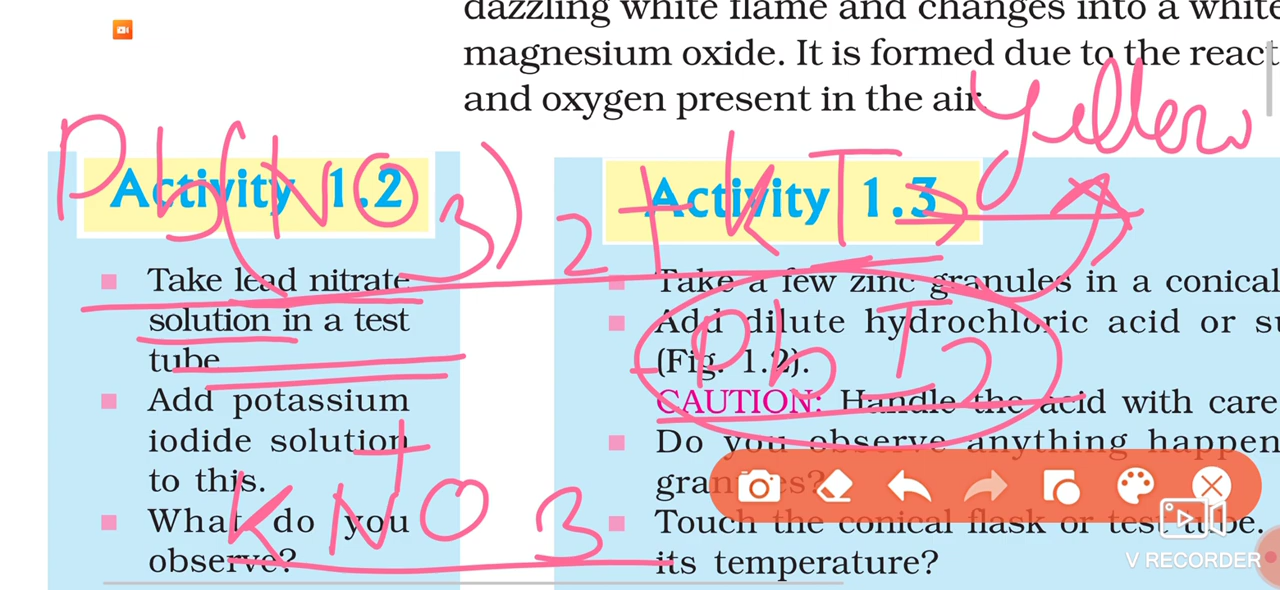 dazzling white flame and changes into a white
magnesium oxide. It is formed due to the react
and oxygen present in the air.
Yellow
Pb(NO3)2 + KI →
Activity 1.2
Take lead nitrate
solution in a test
tube
Add potassium
iodide solution
to this.
What do you
observe?
Activity 1.3
Take a few zinc granules in a conical
Add dilute hydrochloric acid or su
(Fig. 1.2).
CAUTION: Handle the acid with care
Do you observe anything happen
granules?
Touch the conical flask or test tube.
its temperature?
PbI2
+
KNO3
V RECORDER